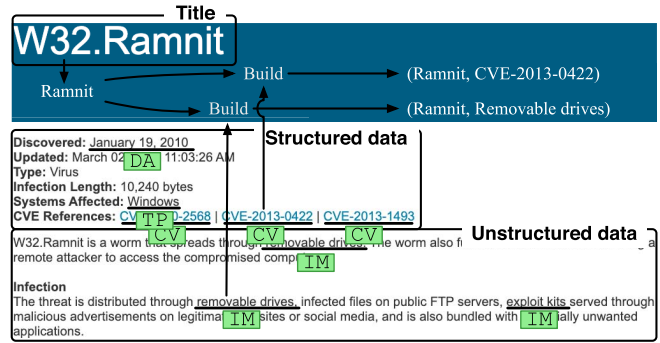 Title
W32.Ramnit
Build (Ramnit, CVE-2013-0422)
Ramnit
Build (Ramnit, Removable drives)
Structured data
Discovered: January 19, 2010
Updated: March 02 11:03:26 AM
DA
Type: Virus
Infection Length: 10,240 bytes
Systems Affected: Windows
TP
CVE References: -2568 | CVE-2013-0422 | CVE-2013-1493
CV CV CV
Unstructured data
W32.Ramnit is a worm spreads through removable drives. The worm also
remote attacker to access the compromised
IM
Infection
The threat is distributed through removable drives, infected files on public FTP servers, exploit kits served through
malicious advertisements on sites or social media, and is also bundled with unwanted
IM IM
applications.